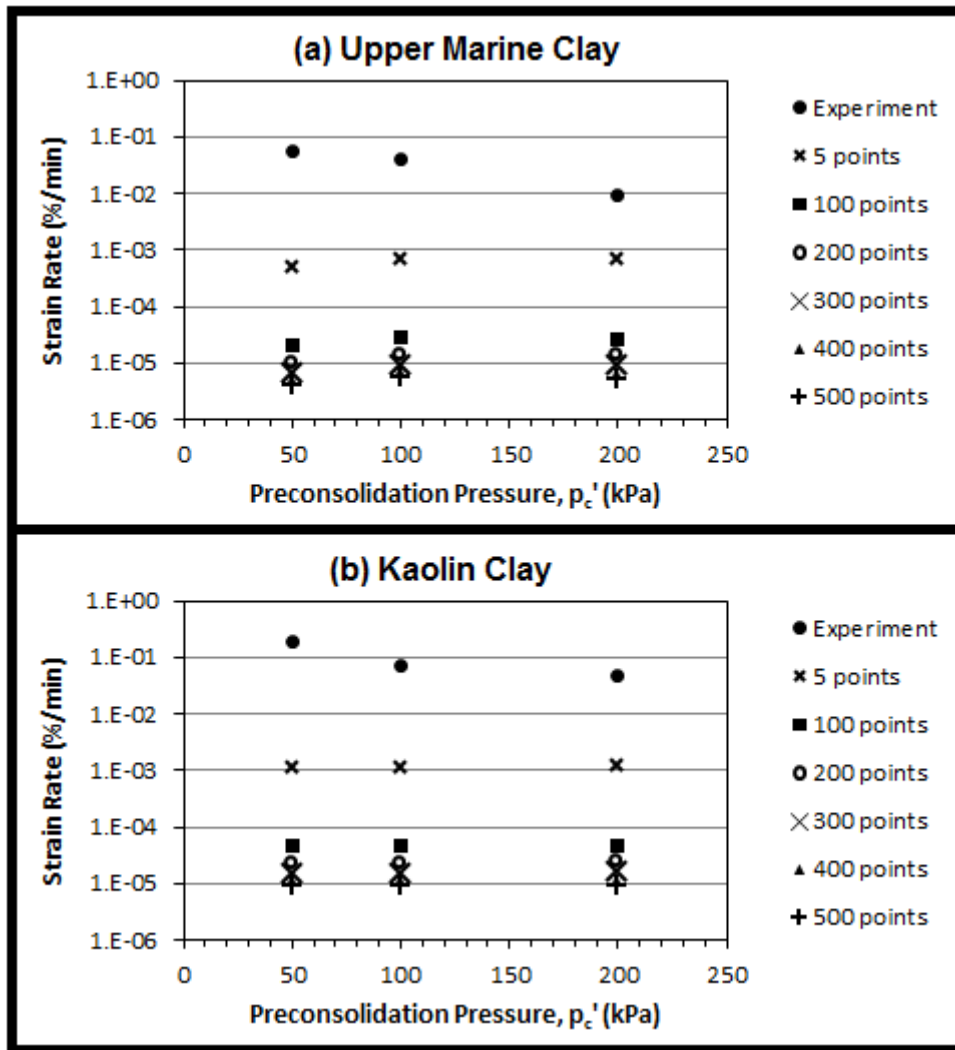 (a) Upper Marine Clay
1.E+00
1.E-01
1.E-02
1.E-03
1.E-04
1.E-05
1.E-06
Strain Rate (%/min)
0 50 100 150 200 250
Preconsolidation Pressure, pc' (kPa)
Experiment
5 points
100 points
200 points
300 points
400 points
500 points
(b) Kaolin Clay
1.E+00
1.E-01
1.E-02
1.E-03
1.E-04
1.E-05
1.E-06
Strain Rate (%/min)
0 50 100 150 200 250
Preconsolidation Pressure, pc' (kPa)
Experiment
5 points
100 points
200 points
300 points
400 points
500 points